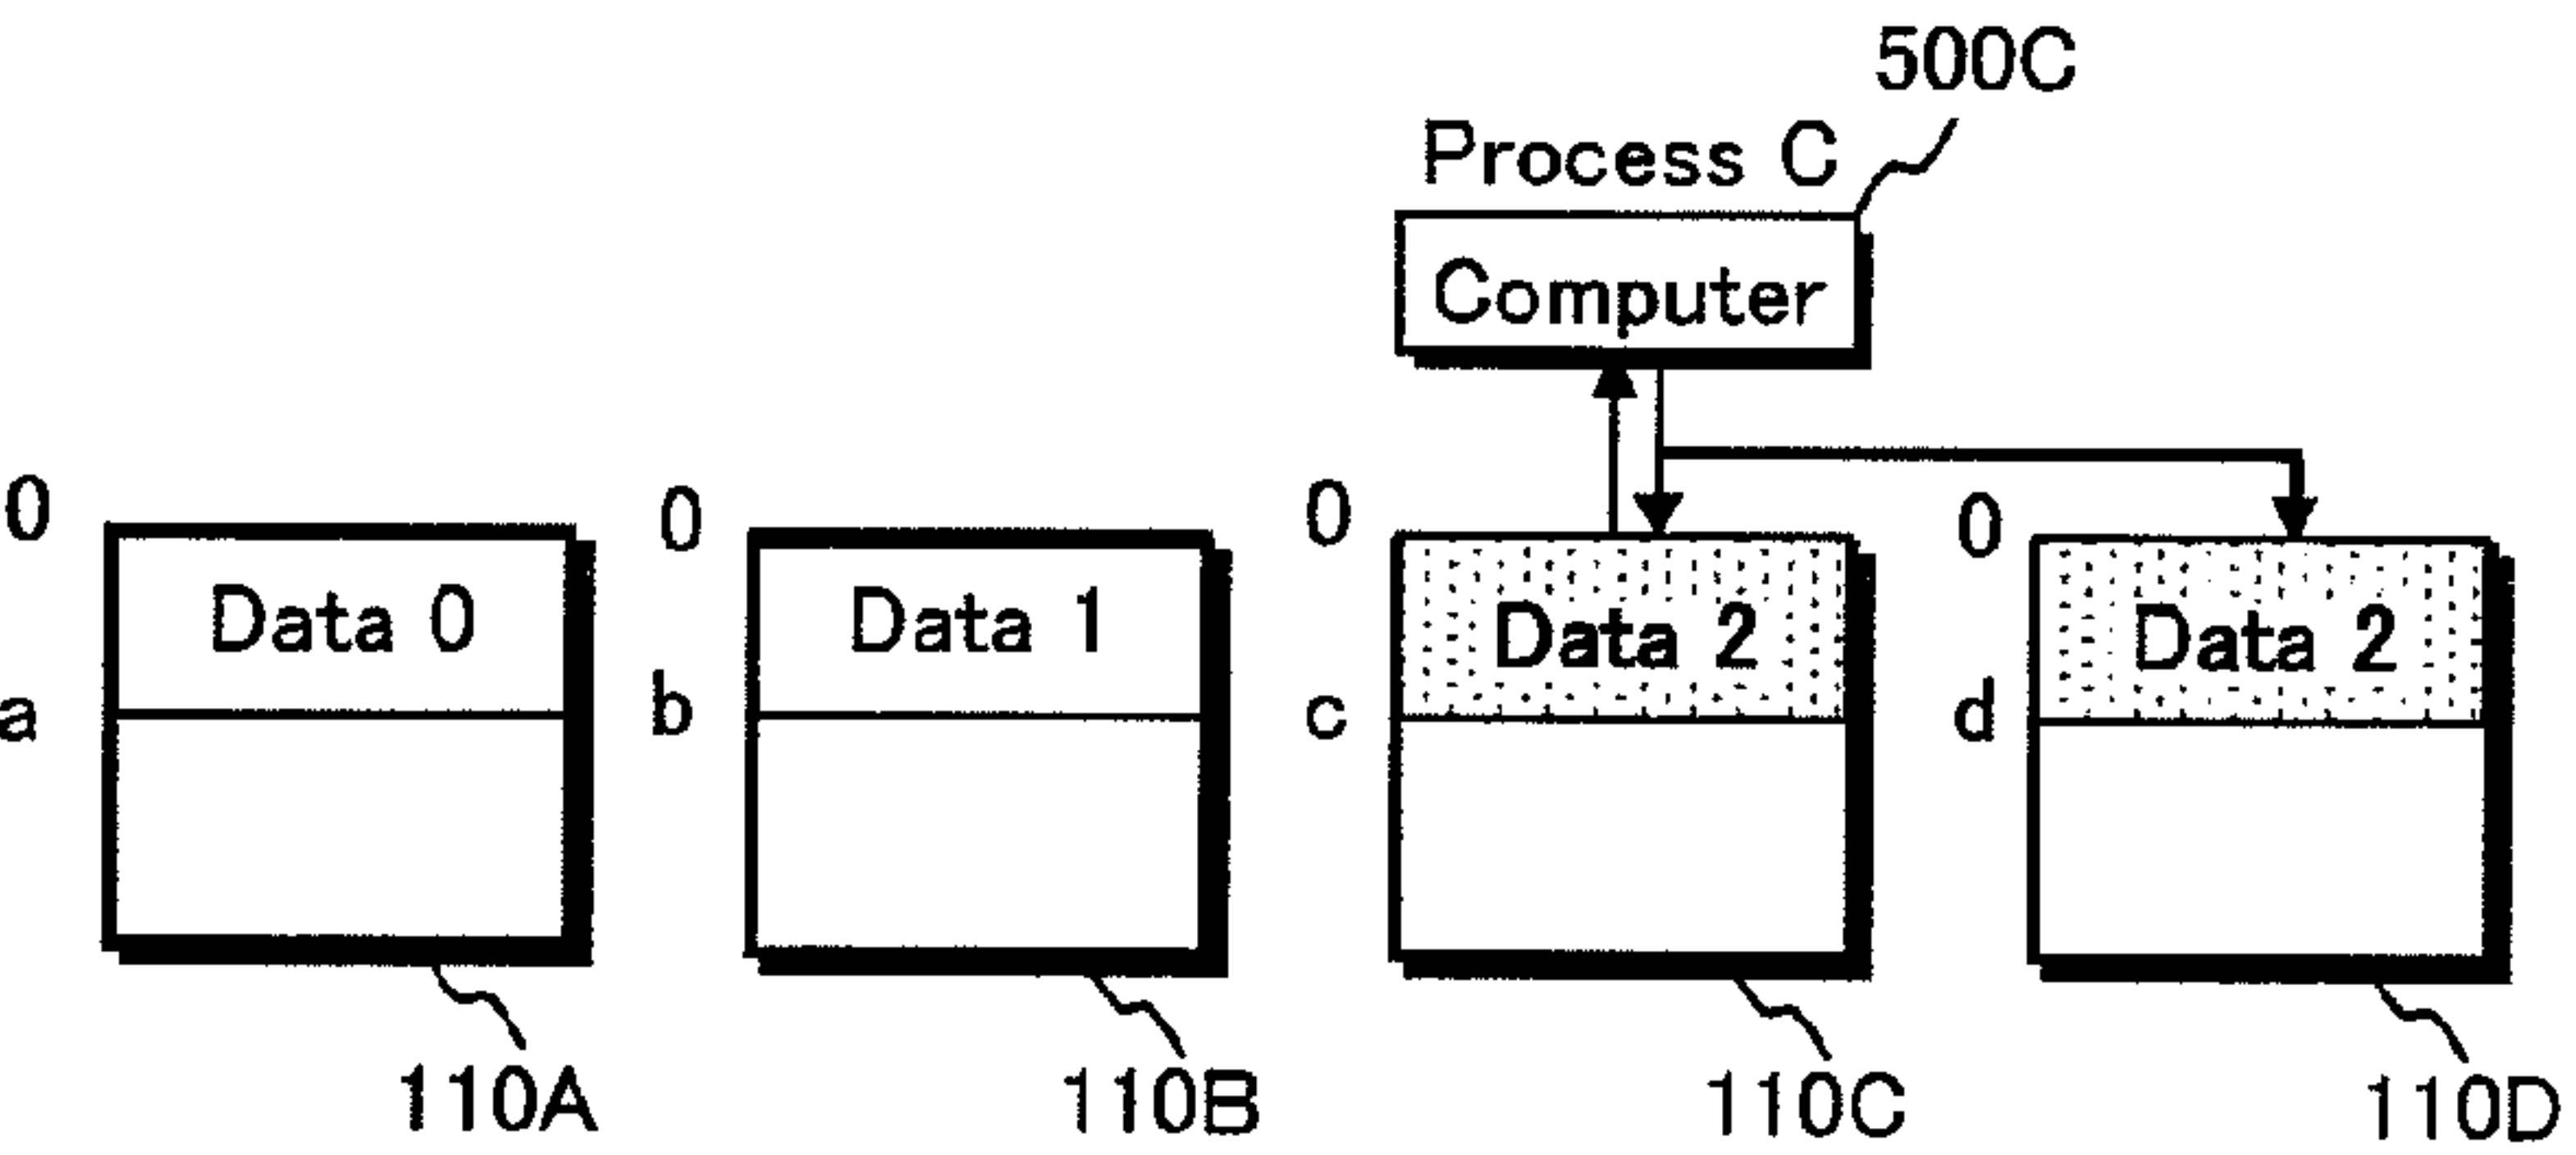 500C
Process C
Computer
0 0 0 0
Data 0 Data 1 Data 2 Data 2
a b c d
110A 110B 110C 110D